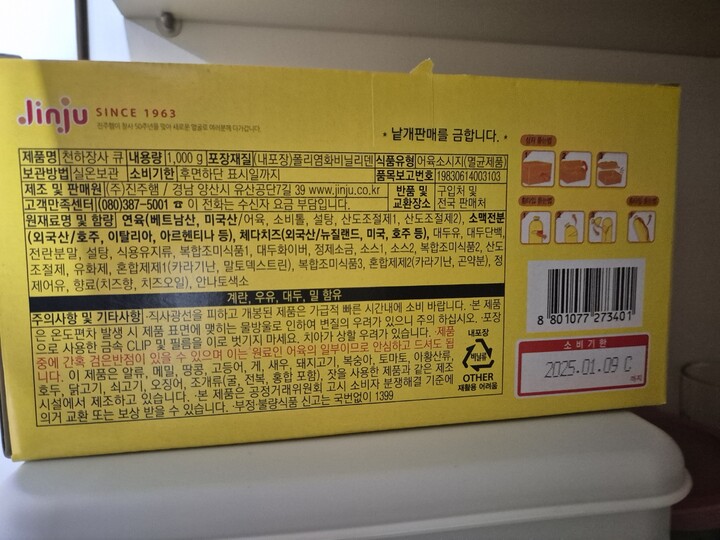 Jinju SINCE 1963
진주햄이 창사 50주년을 맞아 새로운 얼굴로 여러분께 다가갑니다.
* 낱개판매를 금합니다. *
제품명 천하장사 큐 내용량 1,000 g 포장재질 (내포장)폴리염화비닐리덴 식품유형 어육소시지(멸균제품)
보관방법 실온보관 소비기한 후면하단 표시일까지 품목보고번호 19830614003103
제조 및 판매원 (주)진주햄 / 경남 양산시 유산공단7길 39 www.jinju.co.kr 반품 및 교환장소 구입처 및 전국 판매처
고객만족센터 (080)387-5001 ☎ 이 전화는 수신자 요금 부담입니다.
원재료명 및 함량 연육(베트남산, 미국산/어육, 소비톨, 설탕, 산도조절제1, 산도조절제2), 소맥전분
(외국산/호주, 이탈리아, 아르헨티나 등), 체다치즈(외국산/뉴질랜드, 미국, 호주 등), 대두유, 대두단백,
전란분말, 설탕, 식용유지류, 복합조미식품1, 대두화이버, 정제소금, 소스1, 소스2, 복합조미식품2, 산도
조절제, 유화제, 혼합제제1(카라기난, 말토덱스트린), 복합조미식품3, 혼합제제2(카라기난, 곤약분), 정
제어유, 향료(치즈향, 치즈오일), 안나토색소
계란, 우유, 대두, 밀 함유
주의사항 및 기타사항 ·직사광선을 피하고 개봉된 제품은 가급적 빠른 시간내에 소비 바랍니다. ·본 제품
은 온도편차 발생 시 제품 표면에 맺히는 물방울로 인하여 변질의 우려가 있으니 주의 하십시오. ·포장
으로 사용한 금속 CLIP 및 필름을 이로 벗기지 마세요. 치아가 상할 우려가 있습니다. ·제품
중에 간혹 검은반점이 있을 수 있으며 이는 원료인 어육의 일부이므로 안심하고 드셔도 됩
니다. 이 제품은 알류, 메밀, 땅콩, 고등어, 게, 새우, 돼지고기, 복숭아, 토마토, 아황산류,
호두, 닭고기, 쇠고기, 오징어, 조개류(굴, 전복, 홍합 포함), 잣을 사용한 제품과 같은 제조
시설에서 제조하고 있습니다. ·본 제품은 공정거래위원회 고시 소비자 분쟁해결 기준에
의거 교환 또는 보상 받을 수 있습니다. ·부정·불량식품 신고는 국번없이 1399
내포장
비닐류
OTHER
재활용 어려움
8 801077 273401
소비기한
2025.01.09 C
까지